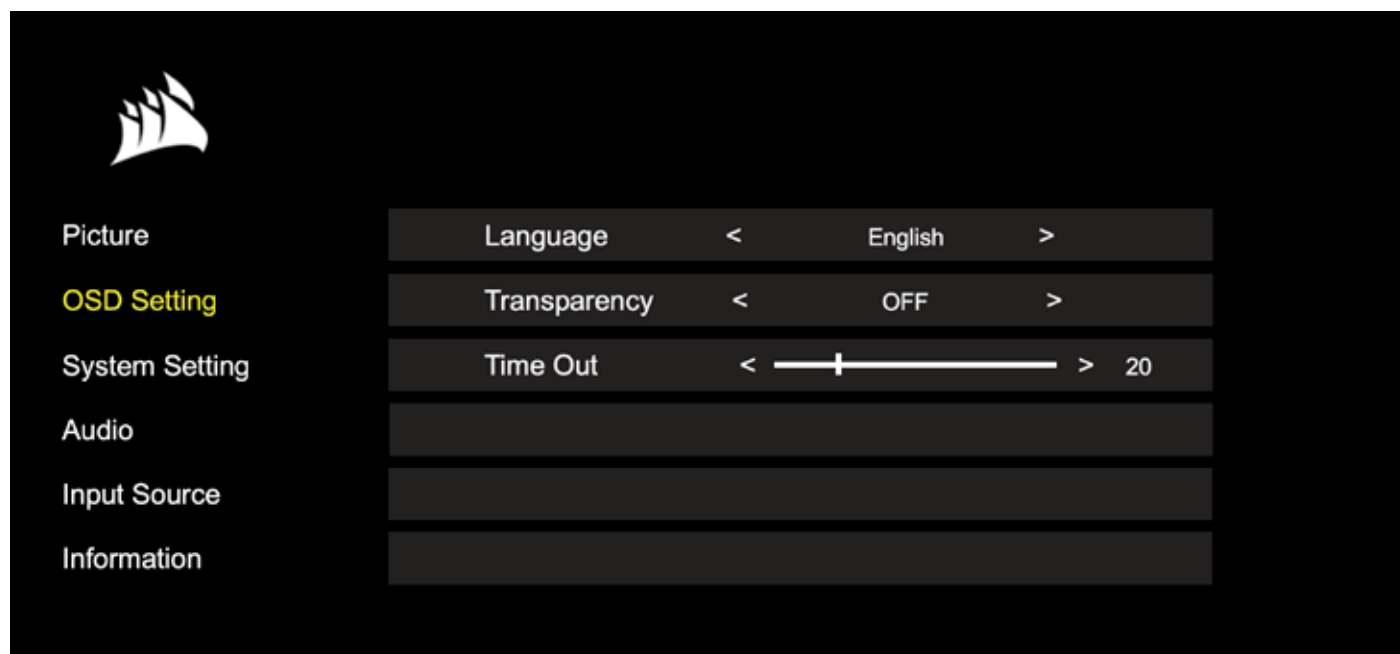 Picture
Language < English >
OSD Setting
Transparency < OFF >
System Setting
Time Out < > 20
Audio
Input Source
Information